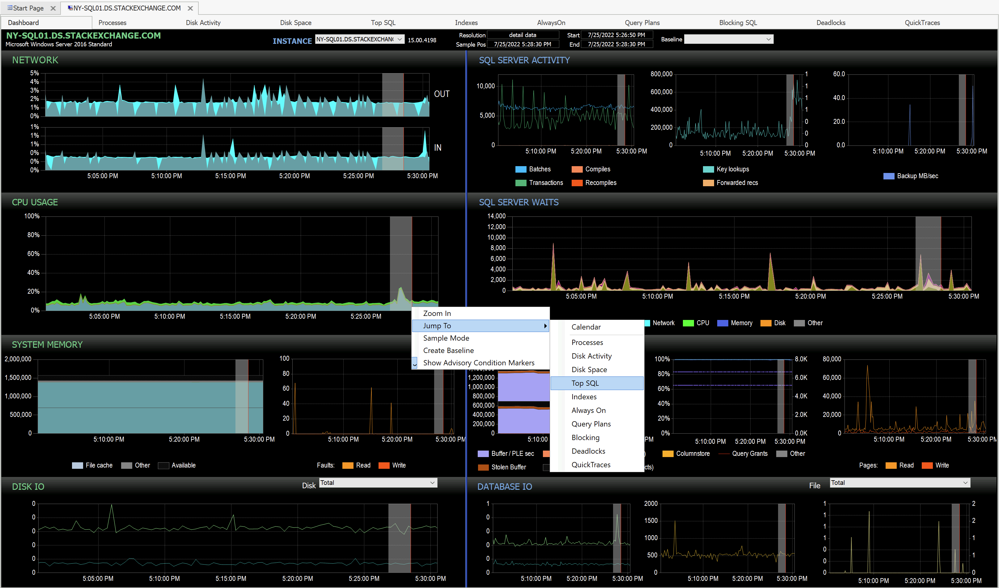 Start Page
NY-SQL01.DS.STACKEXCHANGE.COM
Dashboard Processes Disk Activity Disk Space Top SQL Indexes AlwaysOn Query Plans Blocking SQL Deadlocks QuickTraces
NY-SQL01.DS.STACKEXCHANGE.COM
Microsoft Windows Server 2016 Standard
INSTANCE NY-SQL01.DS.STACKEXCHAN 15.00.4198
Resolution detail data Start 7/25/2022 5:26:50 PM
Sample Pos 7/25/2022 5:28:30 PM End 7/25/2022 5:28:30 PM
Baseline
NETWORK
5%
4%
3%
2%
1%
0%
OUT
1%
1%
1%
0%
0%
0%
IN
5:05:00 PM 5:10:00 PM 5:15:00 PM 5:20:00 PM 5:25:00 PM 5:30:00 PM
SQL SERVER ACTIVITY
10,000
5,000
0
5:10:00 PM 5:20:00 PM 5:30:00 PM
Batches Compiles
Transactions Recompiles
800,000
600,000
400,000
200,000
0
1
1
1
1
0
0
0
5:10:00 PM 5:20:00 PM 5:30:00 PM
Key lookups
Forwarded recs
60.0
40.0
20.0
0.0
5:10:00 PM 5:20:00 PM 5:30:00 PM
Backup MB/sec
CPU USAGE
100%
80%
60%
40%
20%
0%
5:05:00 PM 5:10:00 PM 5:15:00 PM 5:20:00 PM 5:25:00 PM
SQL SERVER WAITS
14,000
12,000
10,000
8,000
6,000
4,000
2,000
0
5:05:00 PM 5:10:00 PM 5:15:00 PM 5:20:00 PM 5:25:00 PM 5:30:00 PM
Network CPU Memory Disk Other
Zoom In
Jump To
Sample Mode
Create Baseline
Show Advisory Condition Markers
Calendar
Processes
Disk Activity
Disk Space
Top SQL
Indexes
Always On
Query Plans
Blocking
Deadlocks
QuickTraces
SYSTEM MEMORY
2,000,000
1,500,000
1,000,000
500,000
0
5:10:00 PM 5:20:00 PM 5:30:00 PM
File cache Other Available
100
80
60
40
20
0
5:10:00 PM 5:20:00 PM 5:30:00 PM
Faults: Read Write
1,200,000
1,000,000
800,000
600,000
400,000
200,000
0
5:10:00
PM
Buffer / PLE sec
)
Columnstore Query Grants Other
Stolen Buffer
cts)
100%
80%
60%
40%
20%
0%
8.0K
6.0K
4.0K
2.0K
0.0K
5:10:00 PM 5:20:00 PM 5:30:00 PM
80,000
60,000
40,000
20,000
0
5:10:00 PM 5:20:00 PM 5:30:00 PM
Pages: Read Write
DISK IO
Disk Total
0
0
0
0
0
0
5:05:00 PM 5:10:00 PM 5:15:00 PM 5:20:00 PM 5:25:00 PM 5:30:00 PM
DATABASE IO
File Total
1
0
0
0
0
0
5:10:00 PM 5:20:00 PM 5:30:00 PM
2000
1500
1000
500
0
5:10:00 PM 5:20:00 PM 5:30:00 PM
1
1
1
1
0
0
0
2
2
1
1
0
5:10:00 PM 5:20:00 PM 5:30:00 PM